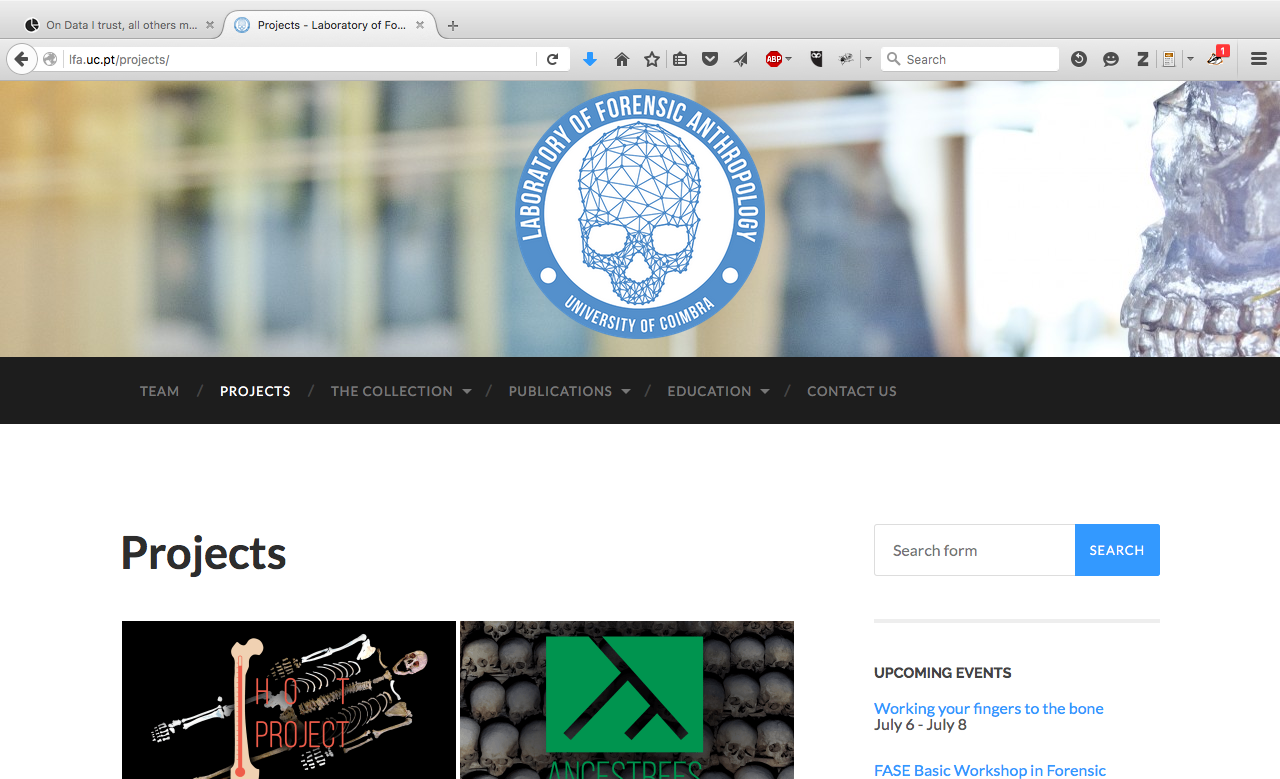 On Data I trust, all others m...
Projects - Laboratory of Fo...
lfa.uc.pt/projects/
ABP
Search
Z
1
LABORATORY OF FORENSIC ANTHROPOLOGY
UNIVERSITY OF COIMBRA
TEAM / PROJECTS / THE COLLECTION / PUBLICATIONS / EDUCATION / CONTACT US
Projects
Search form
SEARCH
HOT
PROJECT
ANCESTREES
UPCOMING EVENTS
Working your fingers to the bone
July 6 - July 8
FASE Basic Workshop in Forensic